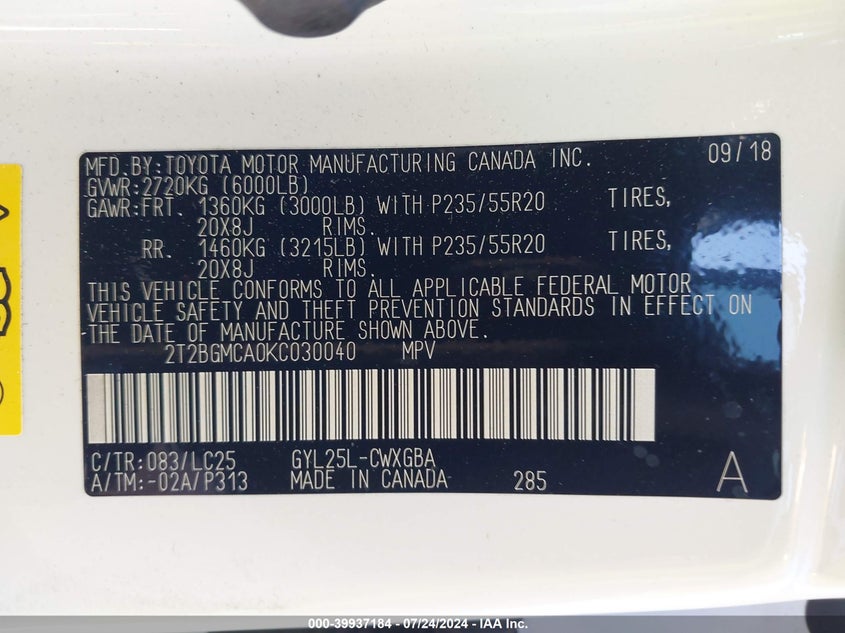 MFD.BY:TOYOTA MOTOR MANUFACTURING CANADA INC. 09/18
GVWR:2720KG (6000LB)
GAWR:FRT. 1360KG (3000LB) WITH P235/55R20 TIRES,
20X8J RIMS.
RR. 1460KG (3215LB) WITH P235/55R20 TIRES,
20X8J RIMS.
THIS VEHICLE CONFORMS TO ALL APPLICABLE FEDERAL MOTOR
VEHICLE SAFETY AND THEFT PREVENTION STANDARDS IN EFFECT ON
THE DATE OF MANUFACTURE SHOWN ABOVE.
2T2BGMCA0KC030040 MPV
C/TR:083/LC25 GYL25L-CWXGBA
A/TM:-02A/P313 MADE IN CANADA 285 A
000-39937184 - 07/24/2024 - IAA Inc.